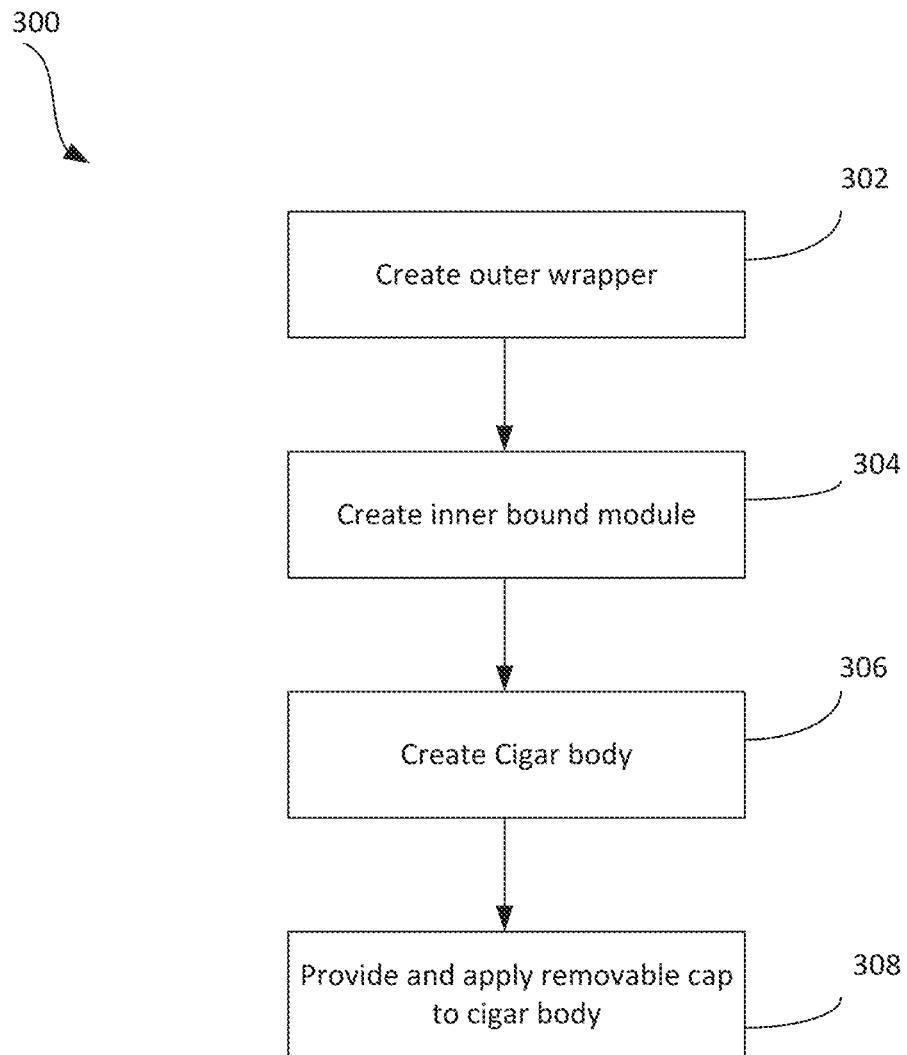 300
302
Create outer wrapper
304
Create inner bound module
306
Create Cigar body
308
Provide and apply removable cap
to cigar body